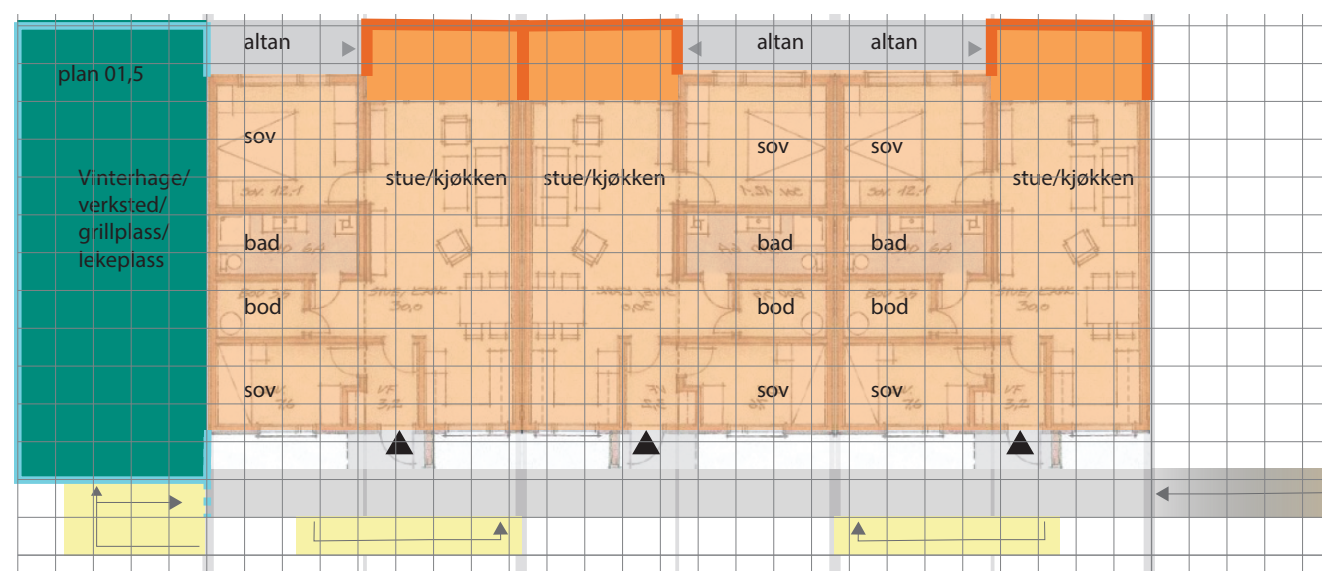 altan
altan
altan
plan 01,5
sov
sov
sov
Vinterhage/
verksted/
grillplass/
lekeplass
stue/kjøkken
stue/kjøkken
stue/kjøkken
bad
bad
bad
bod
bod
bod
sov
sov
sov